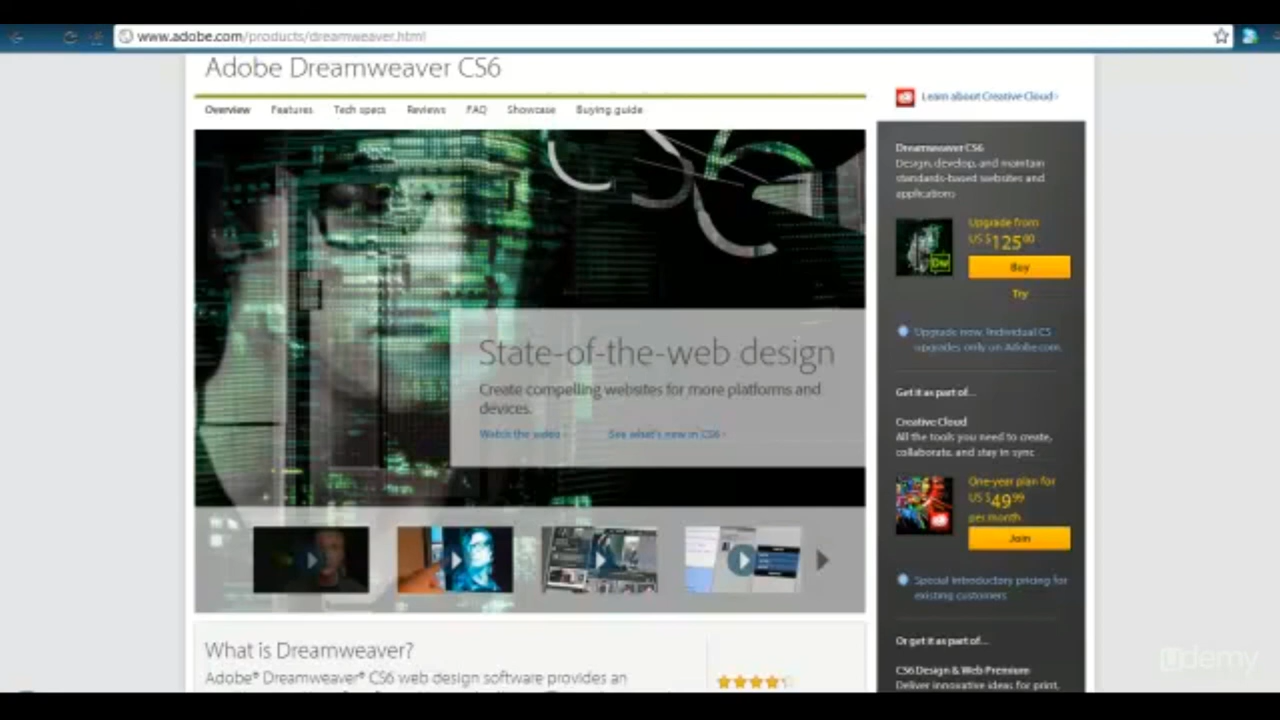 www.adobe.com/products/dreamweaver.html
Adobe Dreamweaver CS6
Overview Features Tech specs Reviews FAQ Showcase Buying guide
Learn about Creative Cloud ›
CS6
State-of-the-web design
Create compelling websites for more platforms and
devices.
Watch the video › See what's new in CS6 ›
What is Dreamweaver?
Adobe® Dreamweaver® CS6 web design software provides an
Dreamweaver CS6
Design, develop, and maintain
standards-based websites and
applications
Dw
Upgrade from
US $125.00
Buy
Try
Upgrade now. Individual CS
upgrades only on Adobe.com.
Get it as part of...
Creative Cloud
All the tools you need to create,
collaborate, and stay in sync
One-year plan for
US $49.99
per month
Join
Special introductory pricing for
existing customers
Or get it as part of...
CS6 Design & Web Premium
Deliver innovative ideas for print,
udemy